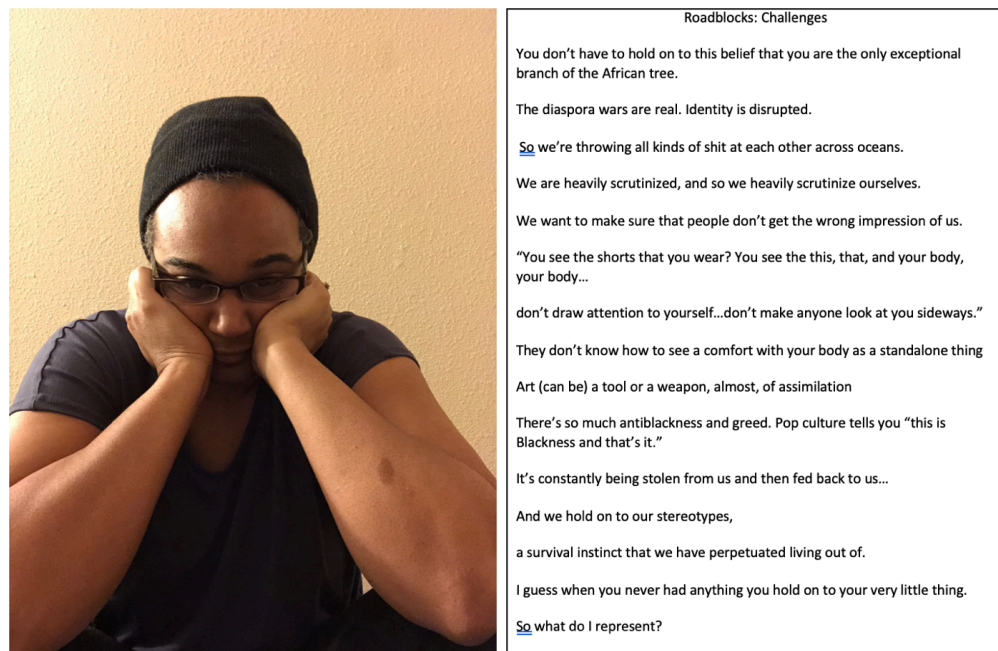 Roadblocks: Challenges
You don’t have to hold on to this belief that you are the only exceptional
branch of the African tree.
The diaspora wars are real. Identity is disrupted.
So we’re throwing all kinds of shit at each other across oceans.
We are heavily scrutinized, and so we heavily scrutinize ourselves.
We want to make sure that people don’t get the wrong impression of us.
“You see the shorts that you wear? You see the this, that, and your body,
your body…
don’t draw attention to yourself…don’t make anyone look at you sideways.”
They don’t know how to see a comfort with your body as a standalone thing
Art (can be) a tool or a weapon, almost, of assimilation
There’s so much antiblackness and greed. Pop culture tells you “this is
Blackness and that’s it.”
It’s constantly being stolen from us and then fed back to us…
And we hold on to our stereotypes,
a survival instinct that we have perpetuated living out of.
I guess when you never had anything you hold on to your very little thing.
So what do I represent?